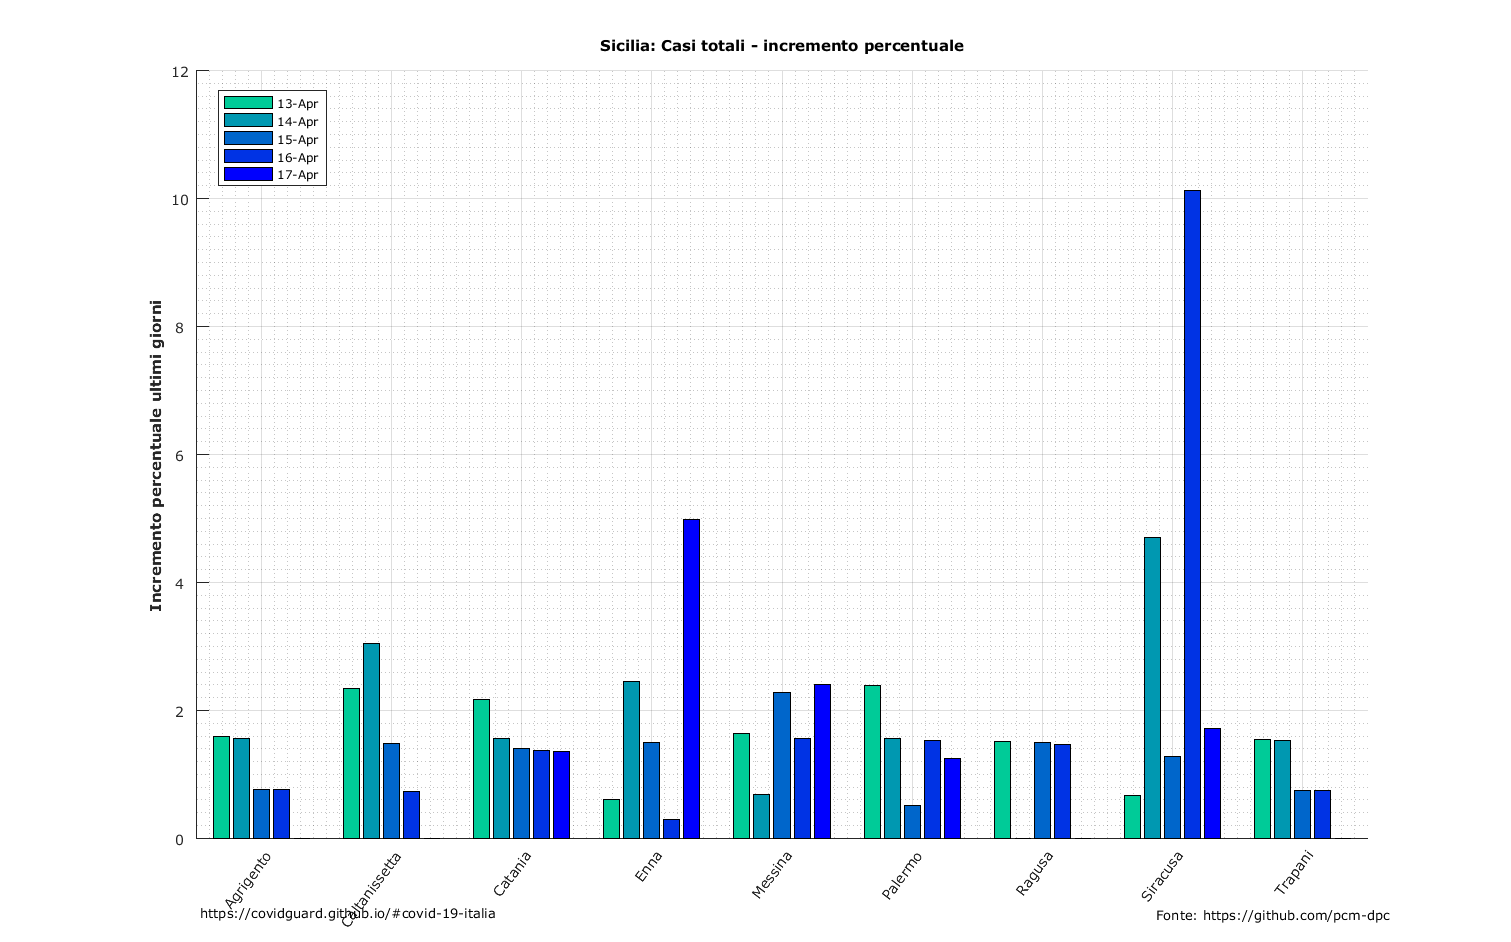 Sicilia: Casi totali - incremento percentuale
12
10
8
6
4
2
0
Incremento percentuale ultimi giorni
13-Apr
14-Apr
15-Apr
16-Apr
17-Apr
Agrigento
Caltanissetta
Catania
Enna
Messina
Palermo
Ragusa
Siracusa
Trapani
https://covidguard.github.io/#covid-19-italia
Fonte: https://github.com/pcm-dpc